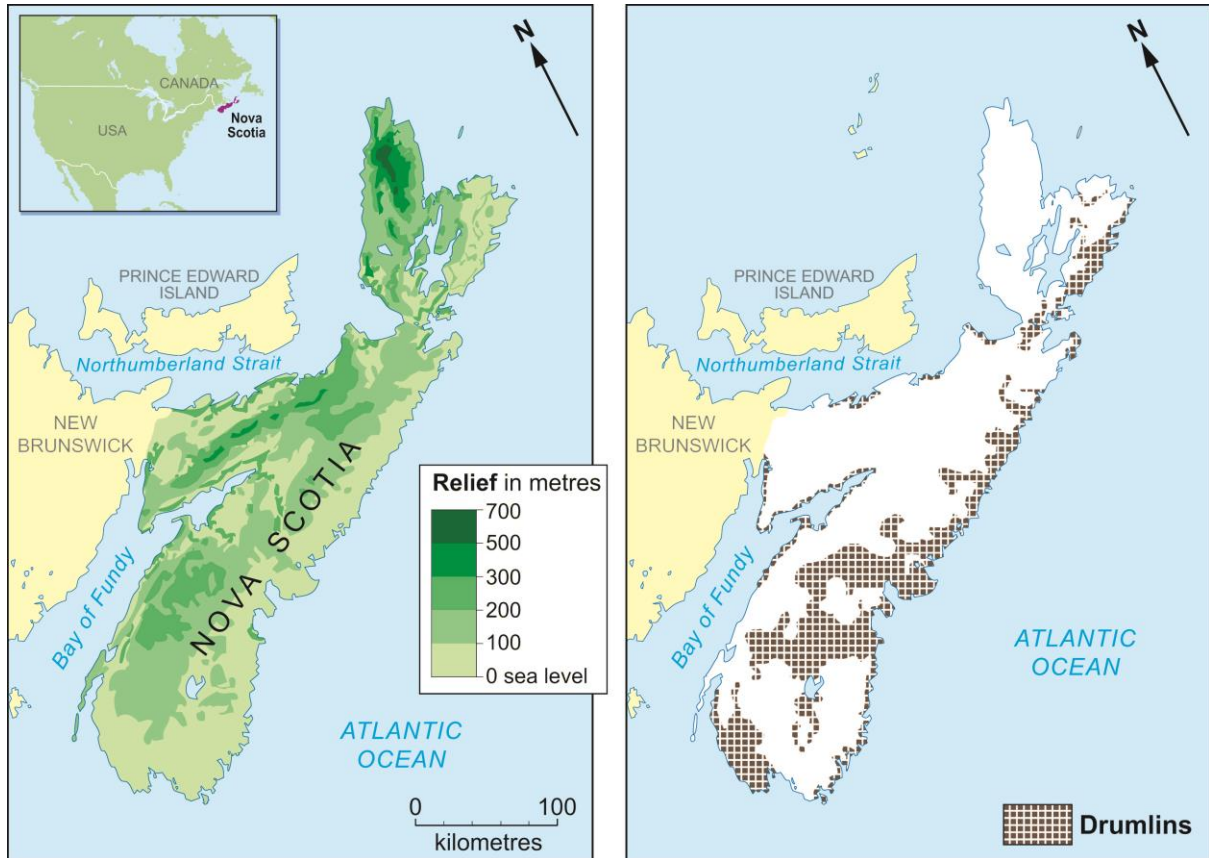 CANADA
USA
Nova
Scotia
N
PRINCE EDWARD
ISLAND
Northumberland Strait
NEW
BRUNSWICK
Bay of Fundy
NOVA SCOTIA
Relief in metres
700
500
300
200
100
0 sea level
ATLANTIC
OCEAN
0 100
kilometres
N
PRINCE EDWARD
ISLAND
Northumberland Strait
NEW
BRUNSWICK
Bay of Fundy
ATLANTIC
OCEAN
Drumlins